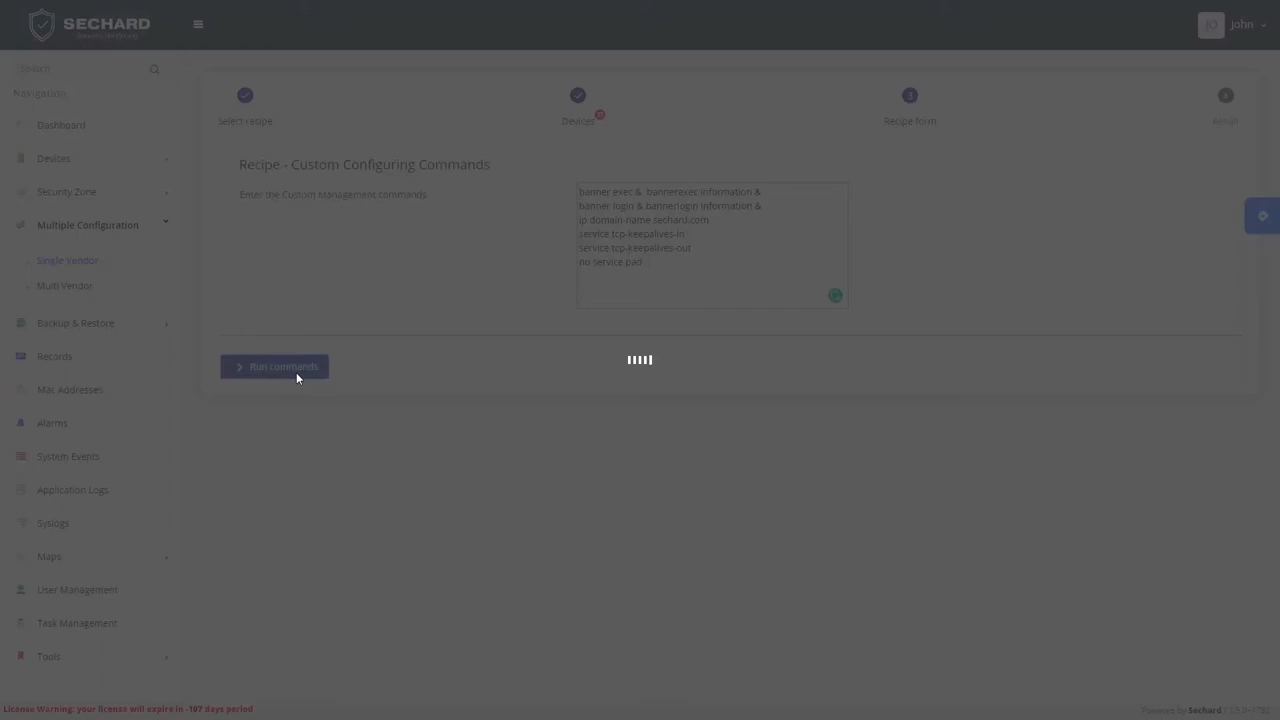 SECHARD
JO
John
Search
Navigation
Dashboard
Devices
Security Zone
Multiple Configuration
Single Vendor
Multi Vendor
Backup & Restore
Records
Mac Addresses
Alarms
System Events
Application Logs
Syslogs
Maps
User Management
Task Management
Tools
Select recipe
Devices
3
Recipe form
4
Result
Recipe - Custom Configuring Commands
Enter the Custom Management commands
banner exec & bannerexec information &
banner login & bannerlogin information &
ip domain-name sechard.com
service tcp-keepalives-in
service tcp-keepalives-out
no service pad
Run commands
License Warning: your license will expire in -107 days period
Powered by Sechard